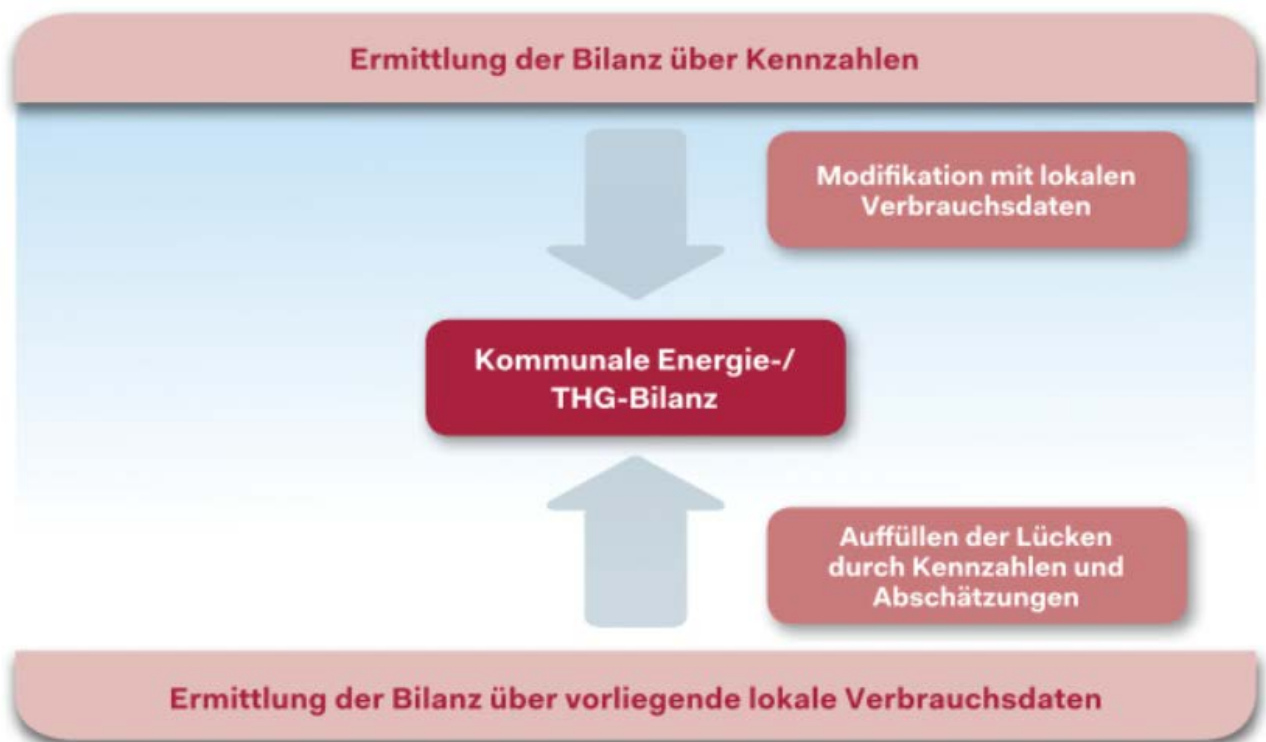 Ermittlung der Bilanz über Kennzahlen
Modifikation mit lokalen
Verbrauchsdaten
Kommunale Energie-/
THG-Bilanz
Auffüllen der Lücken
durch Kennzahlen und
Abschätzungen
Ermittlung der Bilanz über vorliegende lokale Verbrauchsdaten